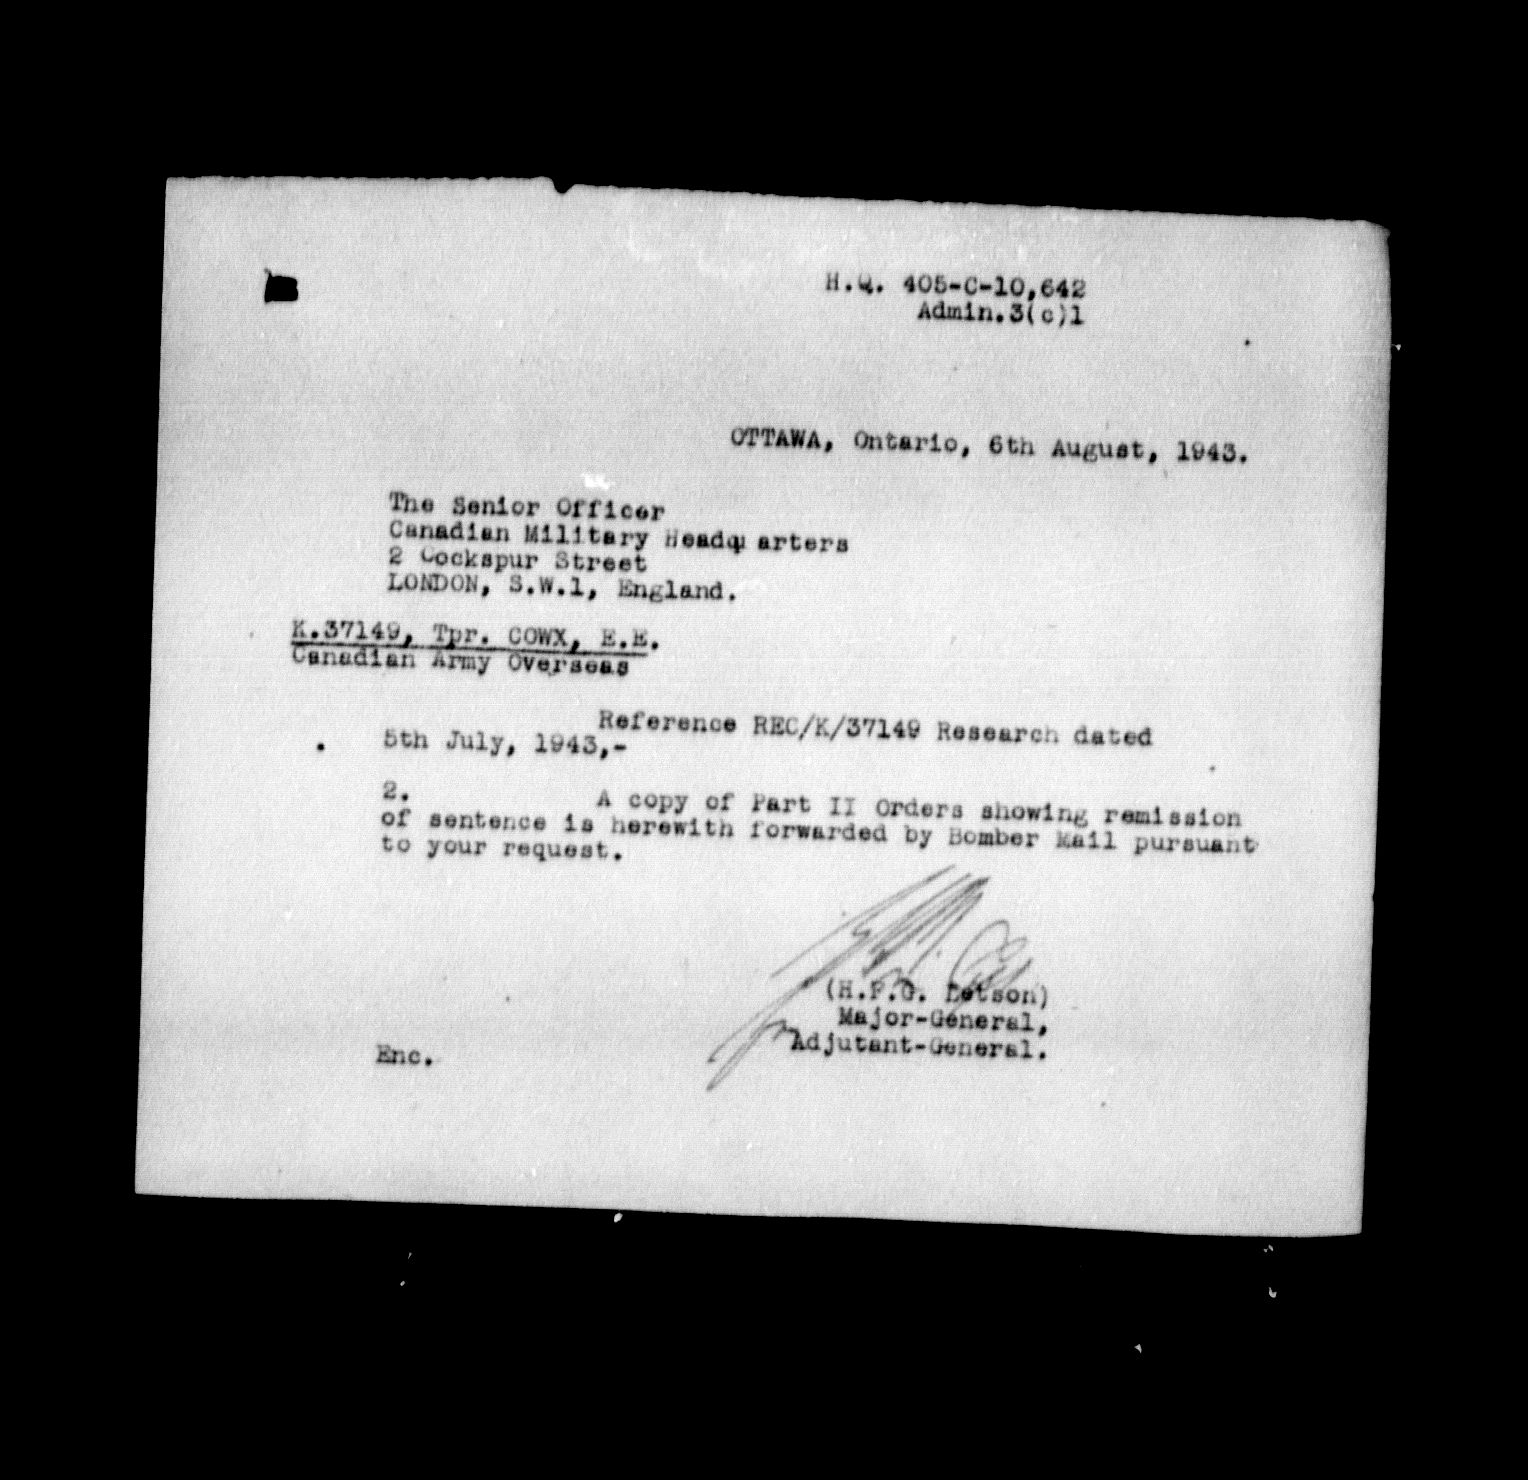 H.Q. 405-C-10,642
Admin.3(c)1
OTTAWA, Ontario, 6th August, 1943.
The Senior Officer
Canadian Military Headqu arters
2 Cockspur Street
LONDON, S.W.1, England.
K.37149, Tpr. COWX, E.E.
Canadian Army Overseas
Reference REC/K/37149 Research dated
5th July, 1943,-
2. A copy of Part II Orders showing remission
of sentence is herewith forwarded by Bomber Mail pursuant
to your request.
(H.F.G. Letson)
Major-General,
Adjutant-General.
Enc.